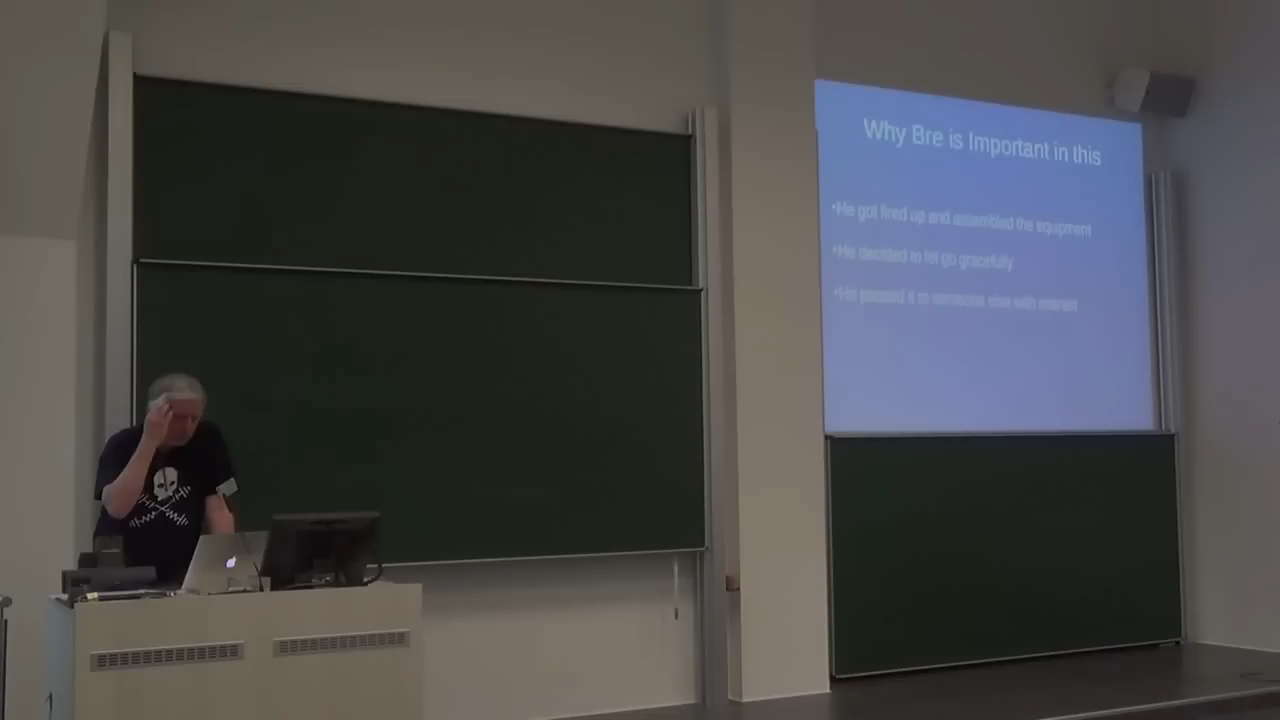 Why Bre is Important in this
•He got fired up and assembled the equipment
•He decided to let go gracefully
•He passed it to someone else with interest